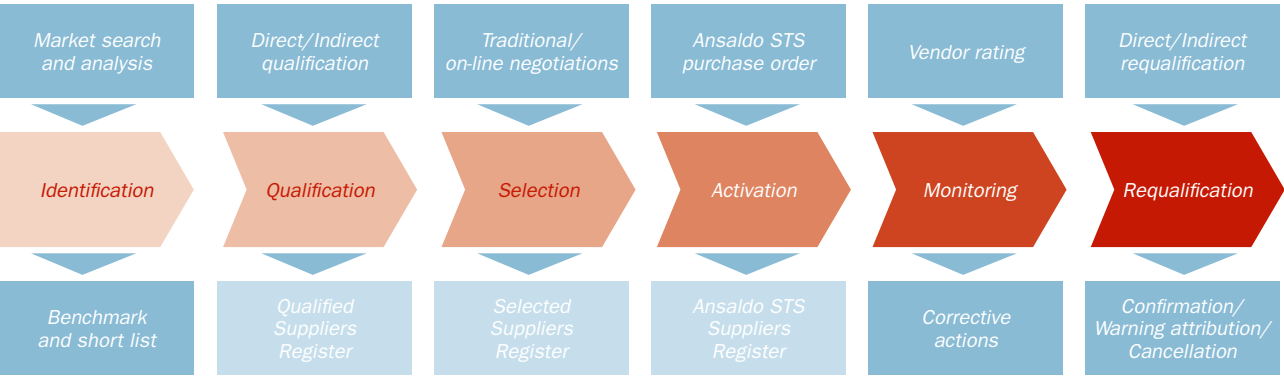 Market search
and analysis
Direct/Indirect
qualification
Traditional/
on-line negotiations
Ansaldo STS
purchase order
Vendor rating
Direct/Indirect
requalification
Identification
Qualification
Selection
Activation
Monitoring
Requalification
Benchmark
and short list
Qualified
Suppliers
Register
Selected
Suppliers
Register
Ansaldo STS
Suppliers
Register
Corrective
actions
Confirmation/
Warning attribution/
Cancellation